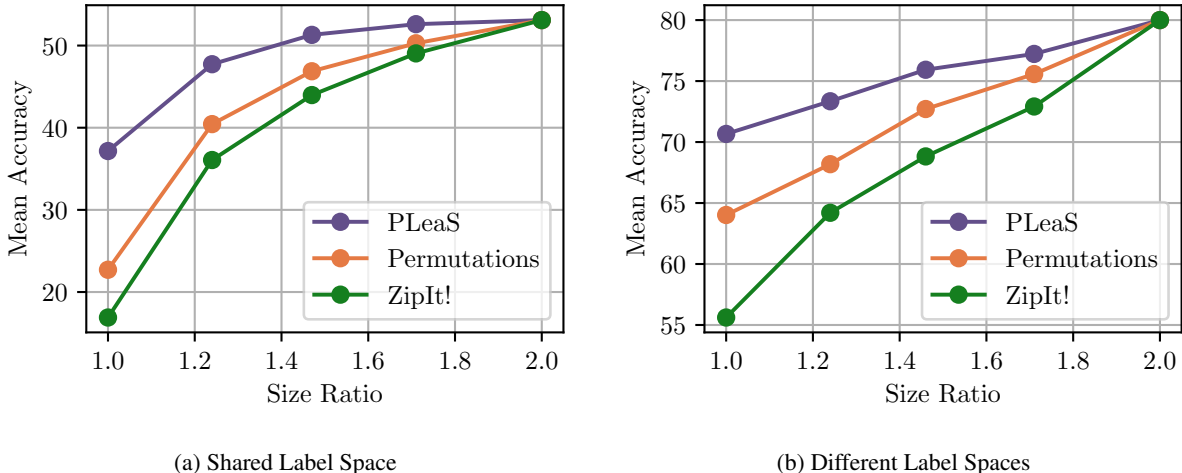 50
40
30
20
Mean Accuracy
PLeaS
Permutations
ZipIt!
1.0 1.2 1.4 1.6 1.8 2.0
Size Ratio
(a) Shared Label Space
80
75
70
65
60
55
Mean Accuracy
PLeaS
Permutations
ZipIt!
1.0 1.2 1.4 1.6 1.8 2.0
Size Ratio
(b) Different Label Spaces